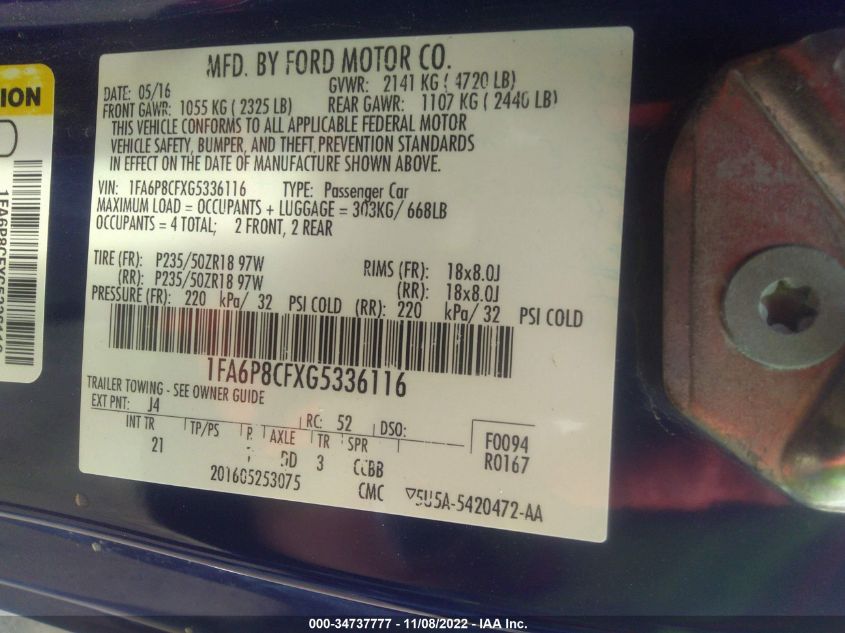 MFD. BY FORD MOTOR CO.
DATE: 05/16 GVWR: 2141 KG ( 4720 LB)
FRONT GAWR: 1055 KG ( 2325 LB) REAR GAWR: 1107 KG ( 2440 LB)
THIS VEHICLE CONFORMS TO ALL APPLICABLE FEDERAL MOTOR
VEHICLE SAFETY, BUMPER, AND THEFT PREVENTION STANDARDS
IN EFFECT ON THE DATE OF MANUFACTURE SHOWN ABOVE.
VIN: 1FA6P8CFXG5336116 TYPE: Passenger Car
MAXIMUM LOAD = OCCUPANTS + LUGGAGE = 303KG/ 668LB
OCCUPANTS = 4 TOTAL; 2 FRONT, 2 REAR
TIRE (FR): P235/50ZR18 97W RIMS (FR): 18x8.0J
(RR): P235/50ZR18 97W (RR): 18x8.0J
PRESSURE (FR): 220 kPa/ 32 PSI COLD (RR): 220 kPa/ 32 PSI COLD
1FA6P8CFXG5336116
TRAILER TOWING - SEE OWNER GUIDE
EXT PNT: J4 RC: 52 DSO:
INT TR TP/PS R AXLE TR SPR F0094
21 3 R0167
201605253075 CMC 5U5A-5420472-AA
1FA6P8CFXG5336116
000-34737777 - 11/08/2022 - IAA Inc.